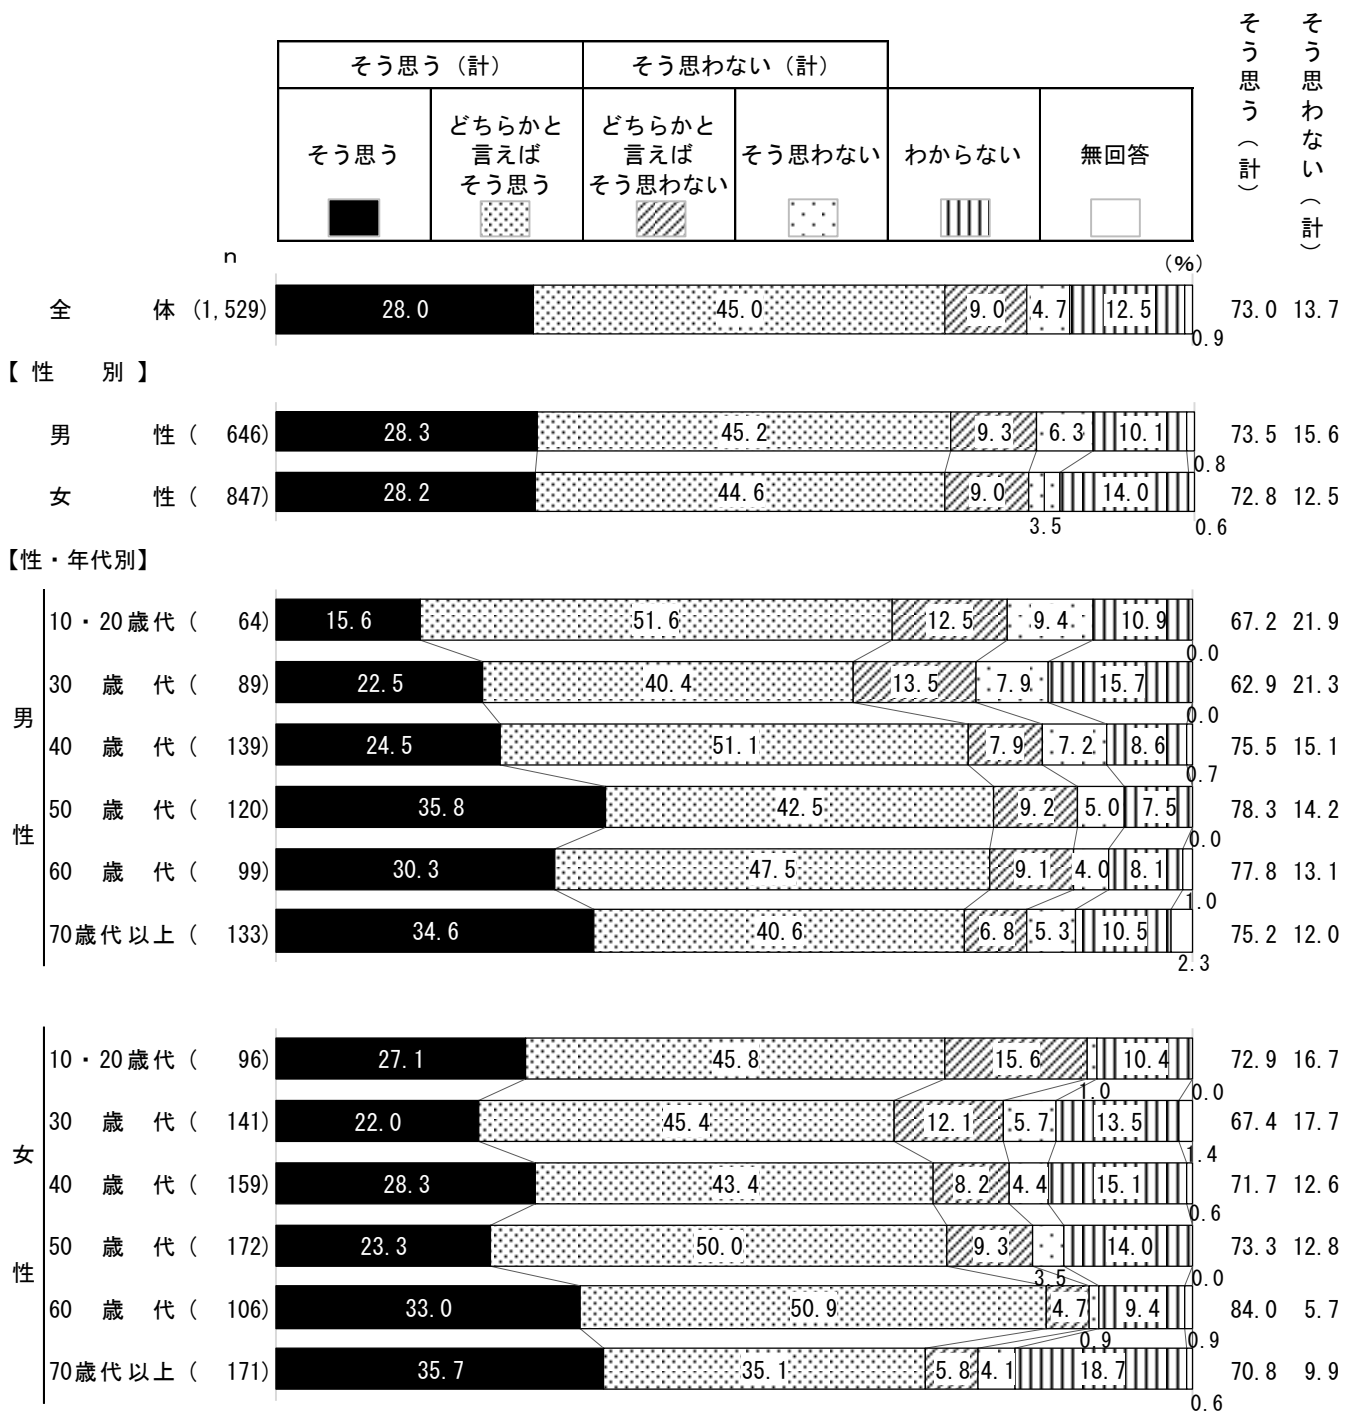 そう思う（計） そう思わない（計）
そう思う（計） そう思わない（計）
そう思う
どちらかと
言えば
そう思う
どちらかと
言えば
そう思わない
そう思わない
わからない
無回答
n
(%)
全体 (1,529) 28.0 45.0 9.0 4.7 12.5 0.9 73.0 13.7
【性別】
男性 (646) 28.3 45.2 9.3 6.3 10.1 0.8 73.5 15.6
女性 (847) 28.2 44.6 9.0 3.5 14.0 0.6 72.8 12.5
【性・年代別】
男性
10・20歳代 (64) 15.6 51.6 12.5 9.4 10.9 0.0 67.2 21.9
30歳代 (89) 22.5 40.4 13.5 7.9 15.7 0.0 62.9 21.3
40歳代 (139) 24.5 51.1 7.9 7.2 8.6 0.7 75.5 15.1
50歳代 (120) 35.8 42.5 9.2 5.0 7.5 0.0 78.3 14.2
60歳代 (99) 30.3 47.5 9.1 4.0 8.1 1.0 77.8 13.1
70歳代以上 (133) 34.6 40.6 6.8 5.3 10.5 2.3 75.2 12.0
女性
10・20歳代 (96) 27.1 45.8 15.6 1.0 10.4 0.0 72.9 16.7
30歳代 (141) 22.0 45.4 12.1 5.7 13.5 1.4 67.4 17.7
40歳代 (159) 28.3 43.4 8.2 4.4 15.1 0.6 71.7 12.6
50歳代 (172) 23.3 50.0 9.3 3.5 14.0 0.0 73.3 12.8
60歳代 (106) 33.0 50.9 4.7 0.9 9.4 0.9 84.0 5.7
70歳代以上 (171) 35.7 35.1 5.8 4.1 18.7 0.6 70.8 9.9